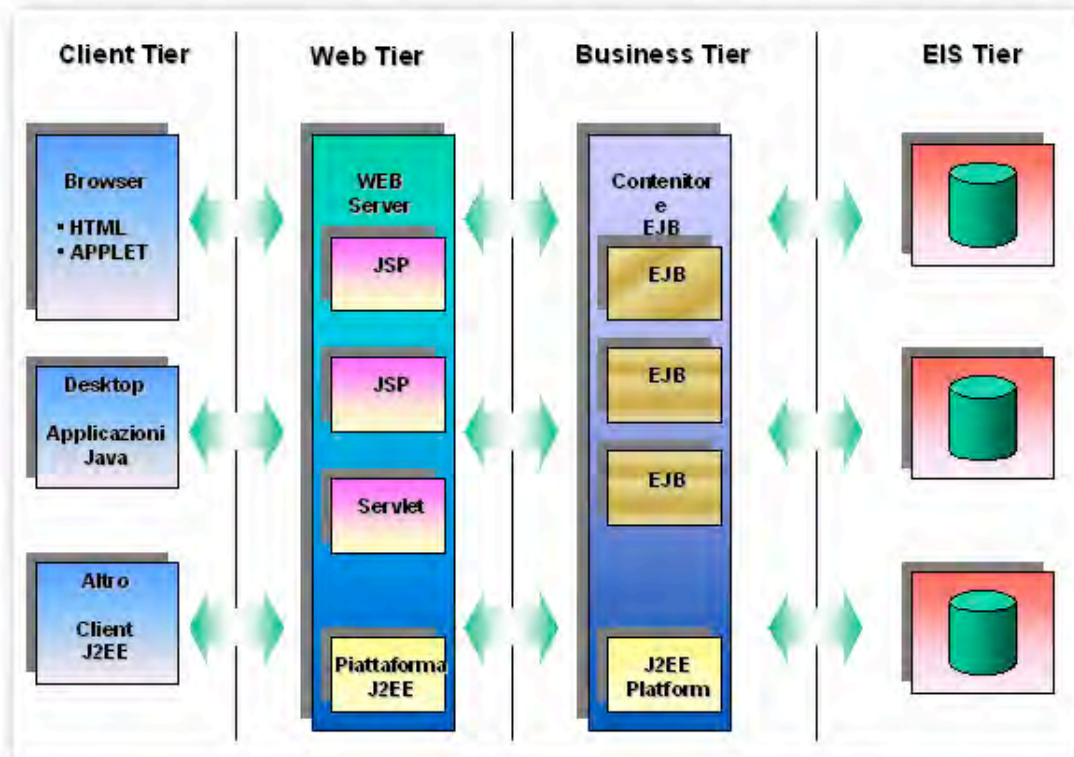 Client Tier
Web Tier
Business Tier
EIS Tier
Browser
• HTML
• APPLET
Desktop
Applicazioni
Java
Altro
Client
J2EE
WEB
Server
JSP
JSP
Servlet
Piattaforma
J2EE
Contenitor
e
EJB
EJB
EJB
EJB
J2EE
Platform